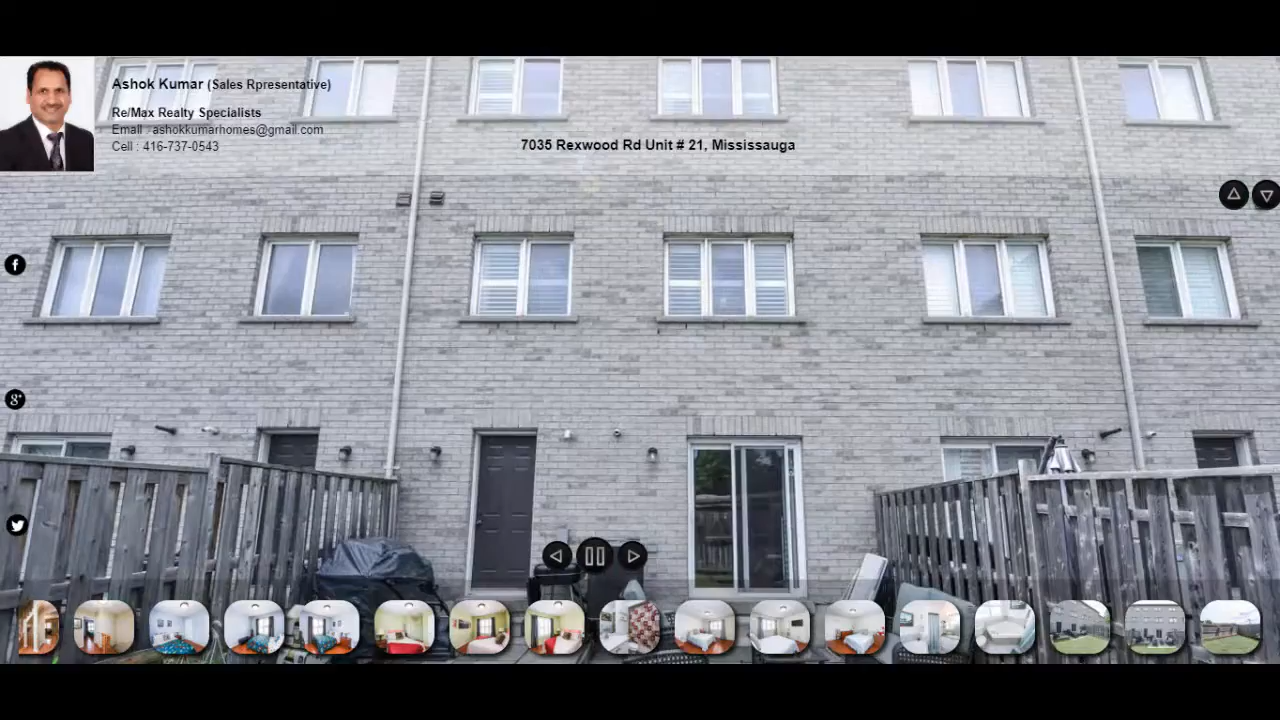 Ashok Kumar (Sales Rpresentative)
Re/Max Realty Specialists
Email : ashokkumarhomes@gmail.com
Cell : 416-737-0543
7035 Rexwood Rd Unit # 21, Mississauga